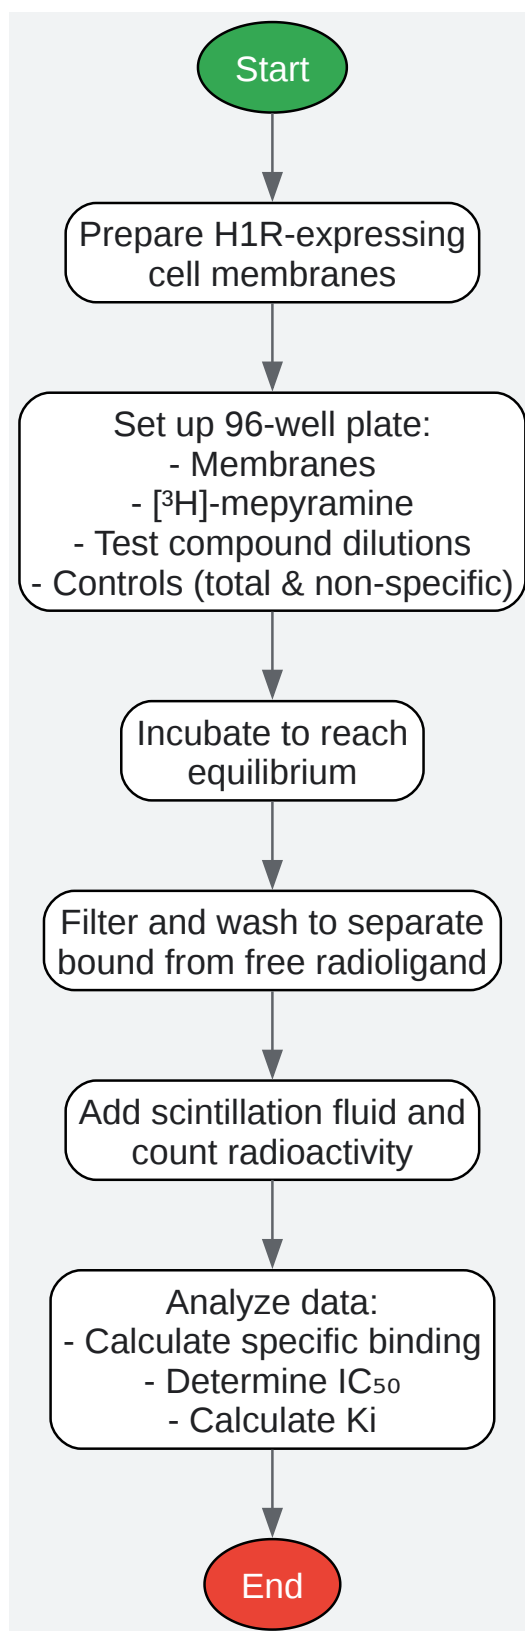 Start
Prepare H1R-expressing
cell membranes
Set up 96-well plate:
- Membranes
- [³H]-mepyramine
- Test compound dilutions
- Controls (total & non-specific)
Incubate to reach
equilibrium
Filter and wash to separate
bound from free radioligand
Add scintillation fluid and
count radioactivity
Analyze data:
- Calculate specific binding
- Determine IC₅₀
- Calculate Ki
End